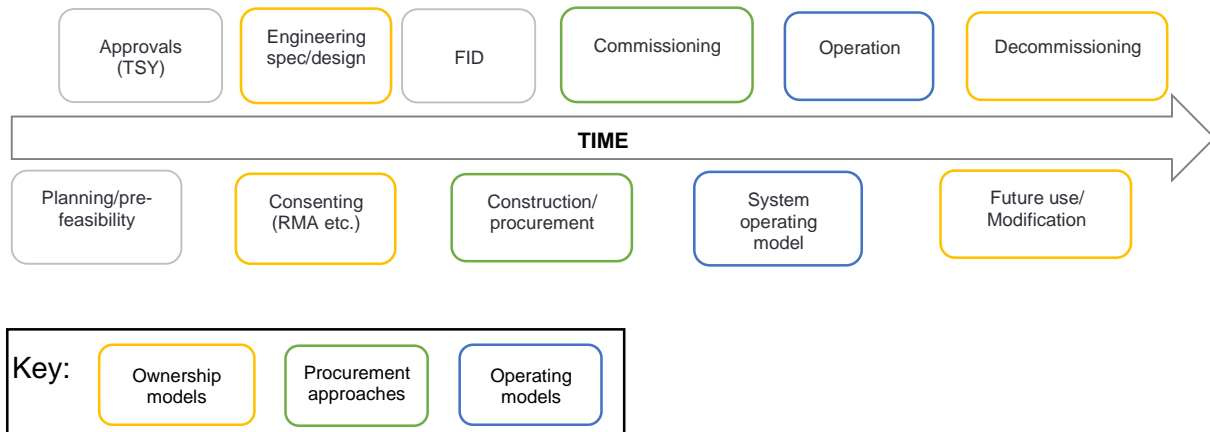 Approvals
(TSY)
Engineering
spec/design
FID
Commissioning
Operation
Decommissioning
TIME
Planning/pre-
feasibility
Consenting
(RMA etc.)
Construction/
procurement
System
operating
model
Future use/
Modification
Key:
Ownership
models
Procurement
approaches
Operating
models